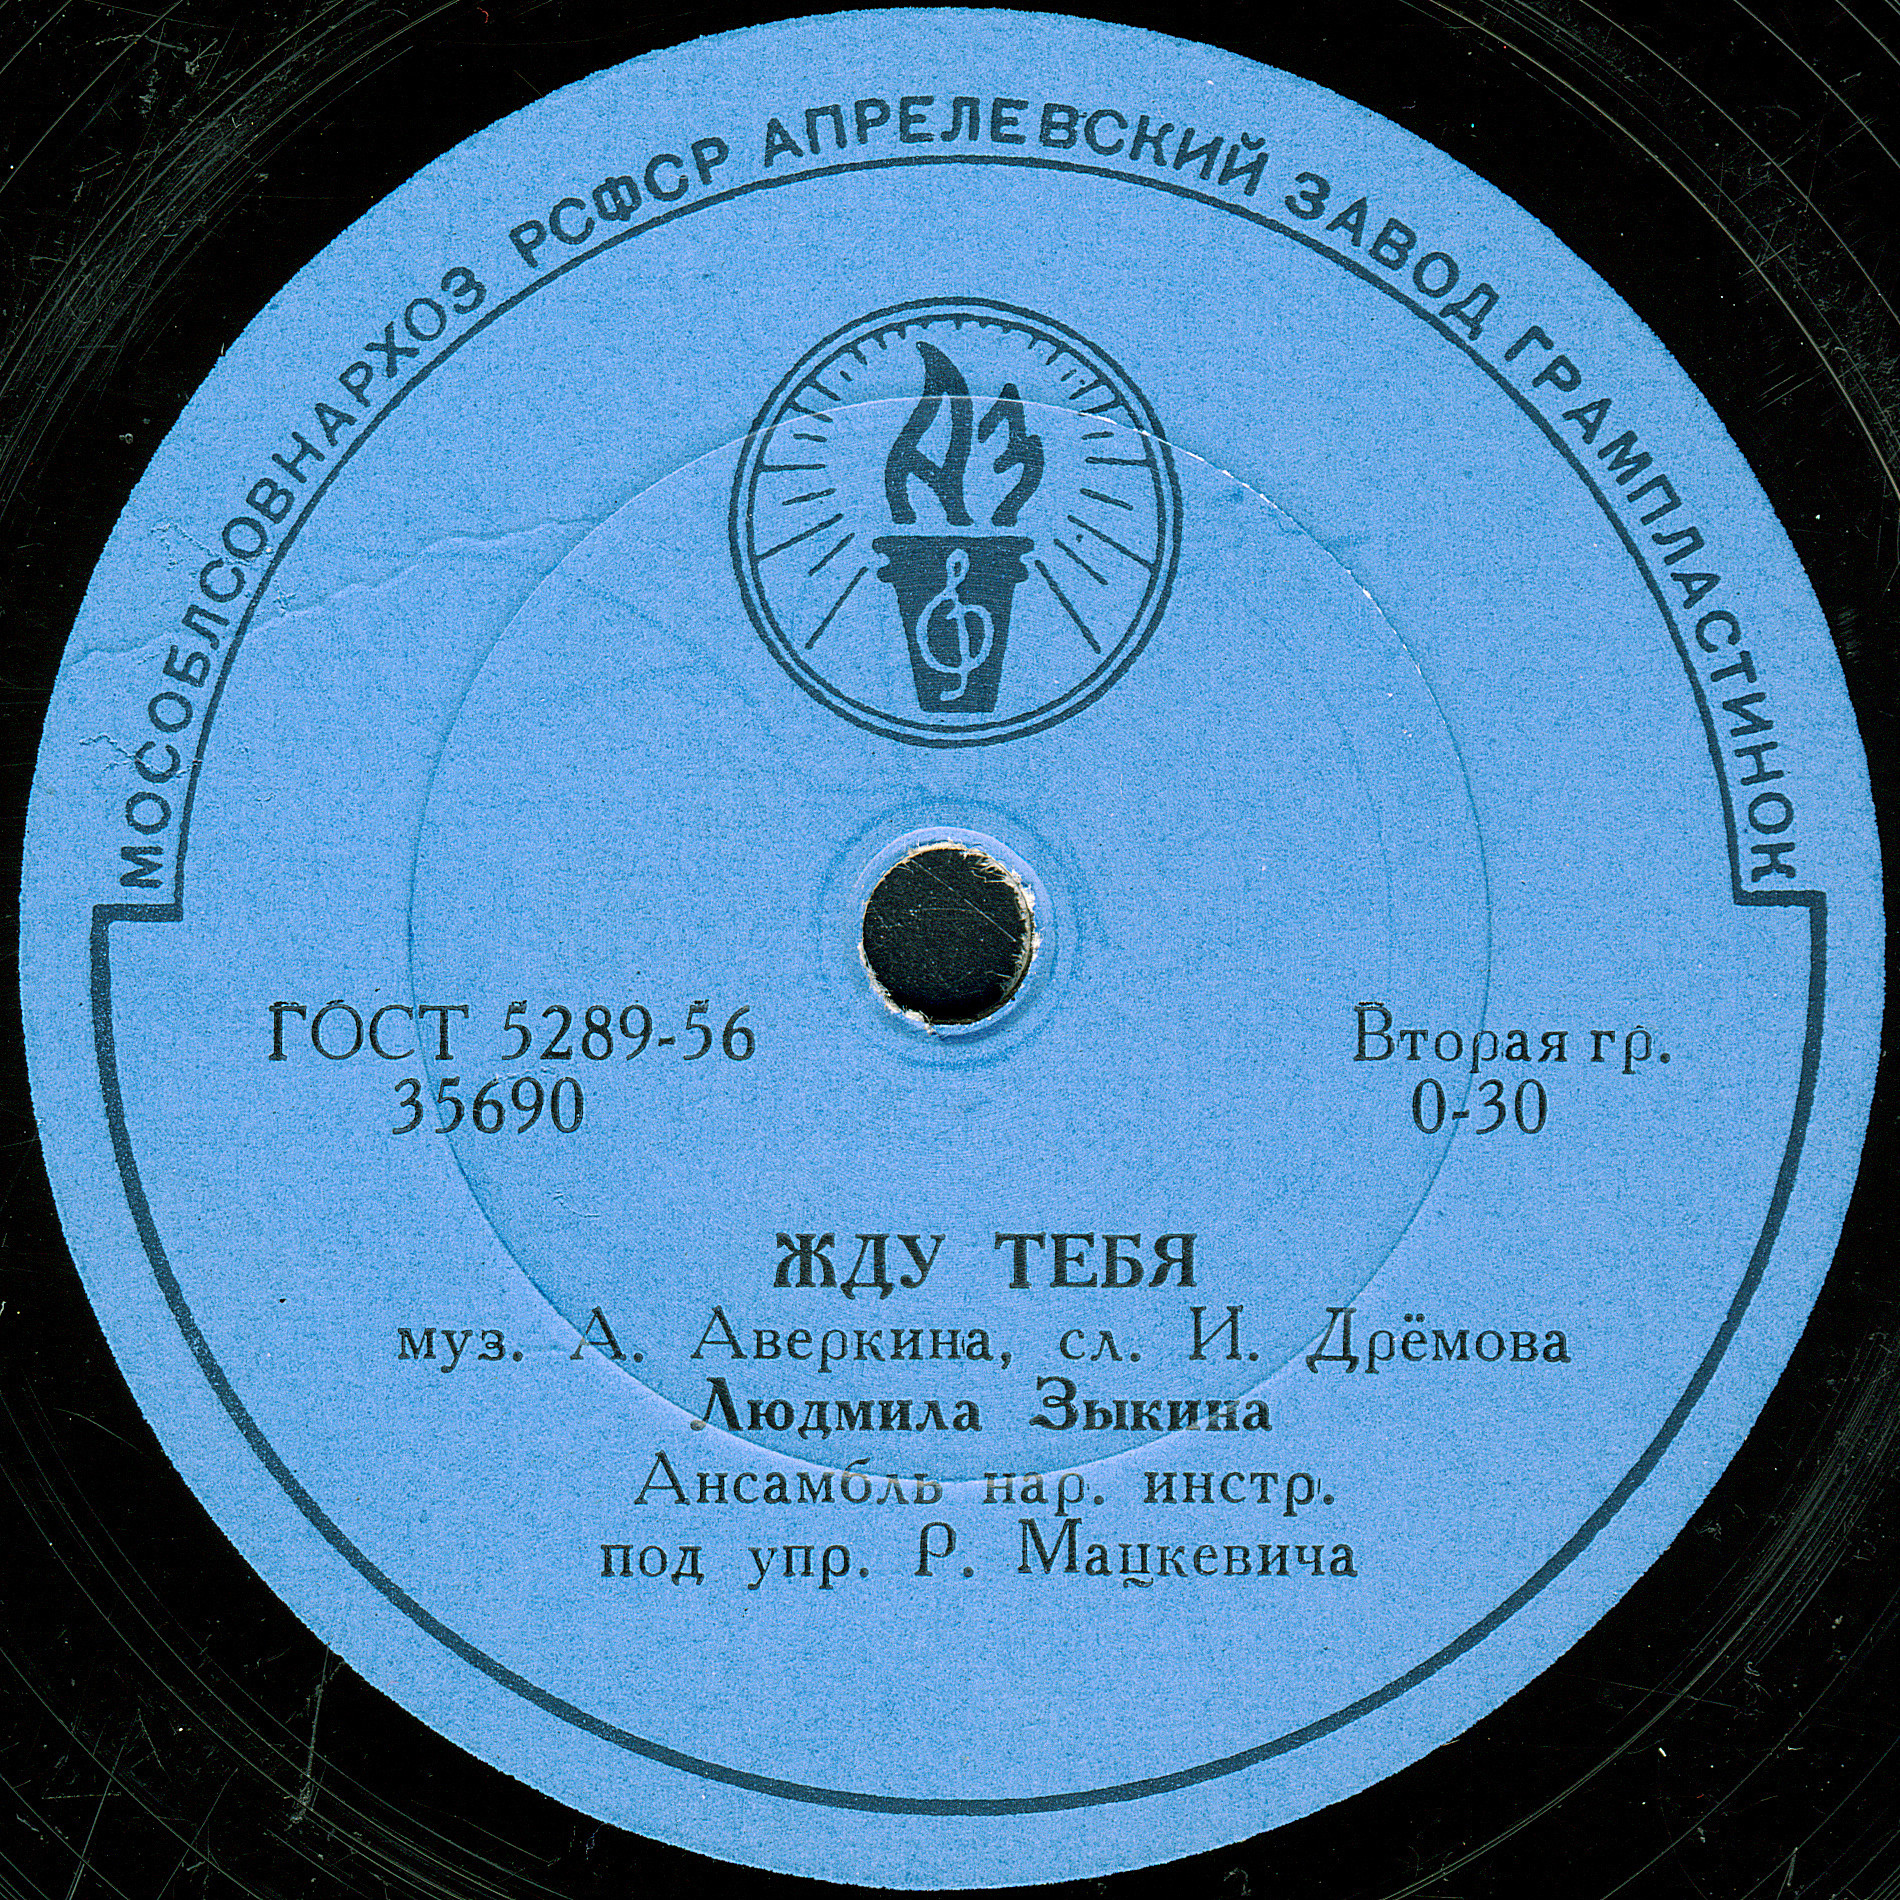 МОСОБЛСОВНАРХОЗ РСФСР АПРЕЛЕВСКИЙ ЗАВОД ГРАМПЛАСТИНОК
АЗ
ГОСТ 5289-56
35690
Вторая гр.
0-30
ЖДУ ТЕБЯ
муз. А. Аверкина, сл. И. Дрёмова
Людмила Зыкина
Ансамбль нар. инстр.
под упр. Р. Мацкевича